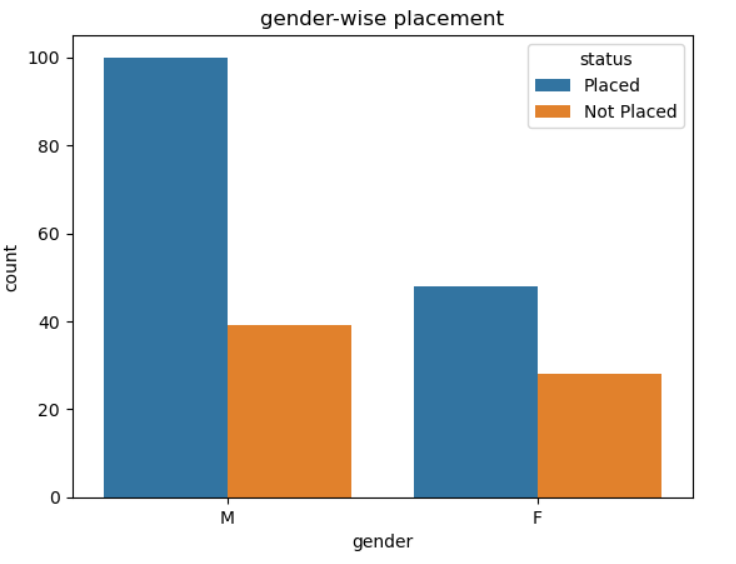 gender-wise placement
status
Placed
Not Placed
100
80
60
40
20
0
count
M
F
gender